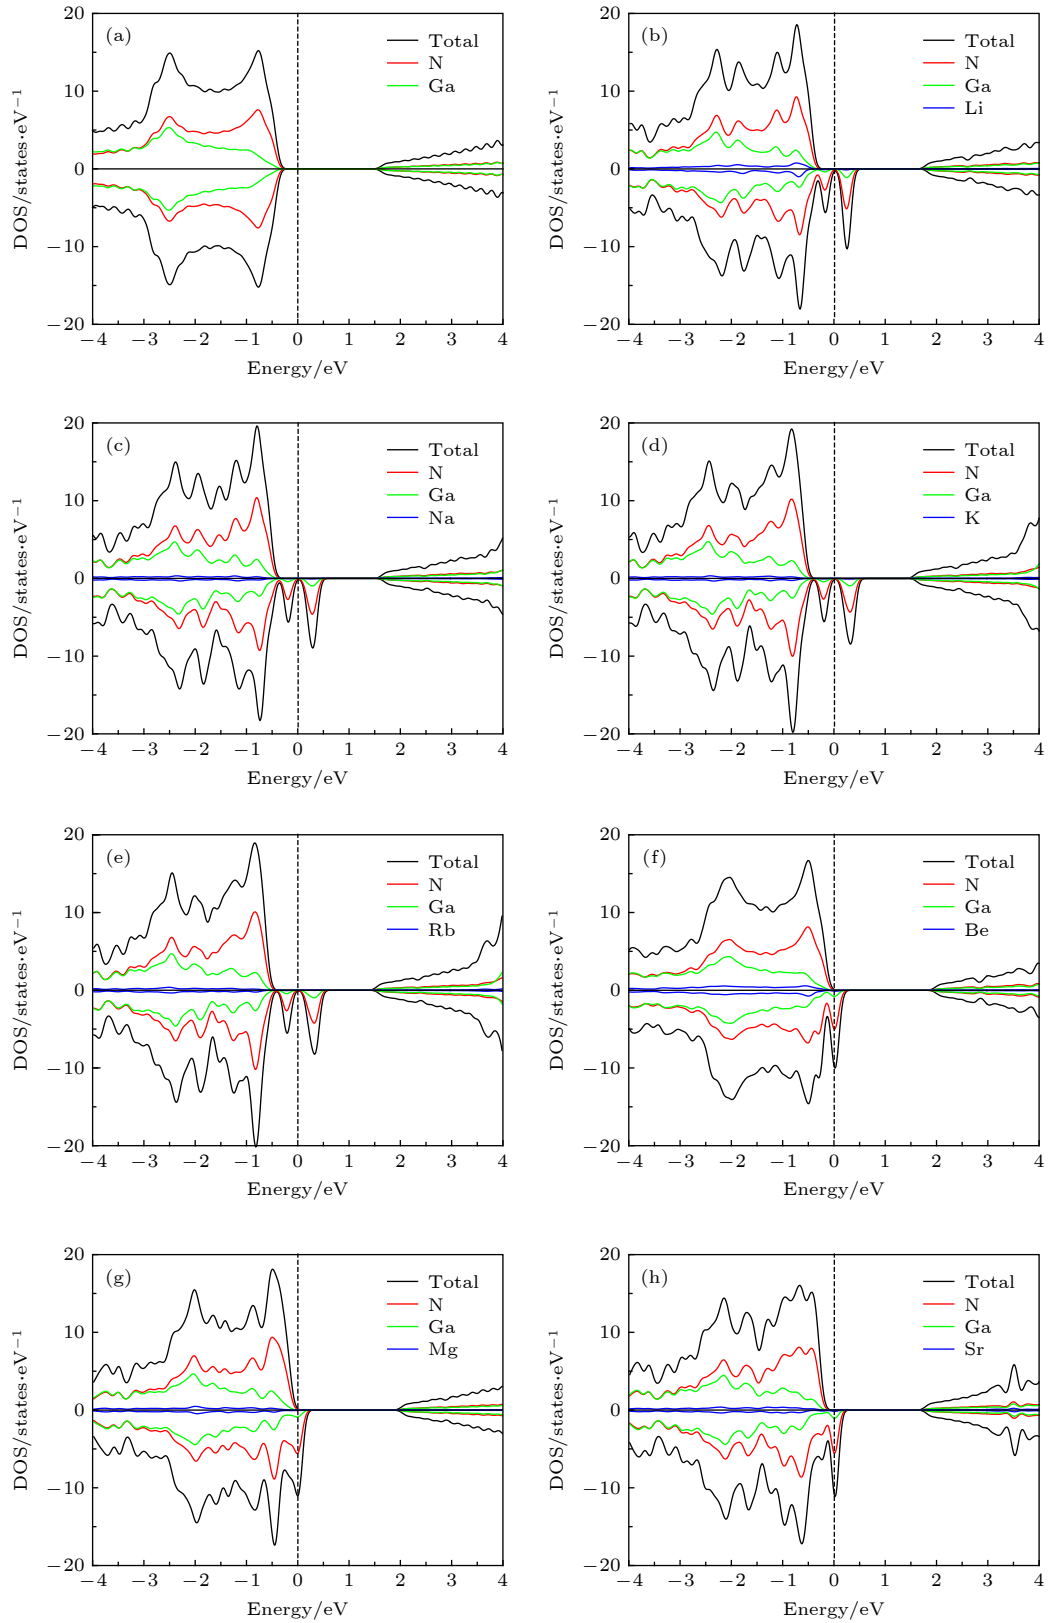 (a)
Total
N
Ga
DOS/states·eV⁻¹
20
10
0
−10
−20
−4 −3 −2 −1 0 1 2 3 4
Energy/eV
(b)
Total
N
Ga
Li
DOS/states·eV⁻¹
20
10
0
−10
−20
−4 −3 −2 −1 0 1 2 3 4
Energy/eV
(c)
Total
N
Ga
Na
DOS/states·eV⁻¹
20
10
0
−10
−20
−4 −3 −2 −1 0 1 2 3 4
Energy/eV
(d)
Total
N
Ga
K
DOS/states·eV⁻¹
20
10
0
−10
−20
−4 −3 −2 −1 0 1 2 3 4
Energy/eV
(e)
Total
N
Ga
Rb
DOS/states·eV⁻¹
20
10
0
−10
−20
−4 −3 −2 −1 0 1 2 3 4
Energy/eV
(f)
Total
N
Ga
Be
DOS/states·eV⁻¹
20
10
0
−10
−20
−4 −3 −2 −1 0 1 2 3 4
Energy/eV
(g)
Total
N
Ga
Mg
DOS/states·eV⁻¹
20
10
0
−10
−20
−4 −3 −2 −1 0 1 2 3 4
Energy/eV
(h)
Total
N
Ga
Sr
DOS/states·eV⁻¹
20
10
0
−10
−20
−4 −3 −2 −1 0 1 2 3 4
Energy/eV